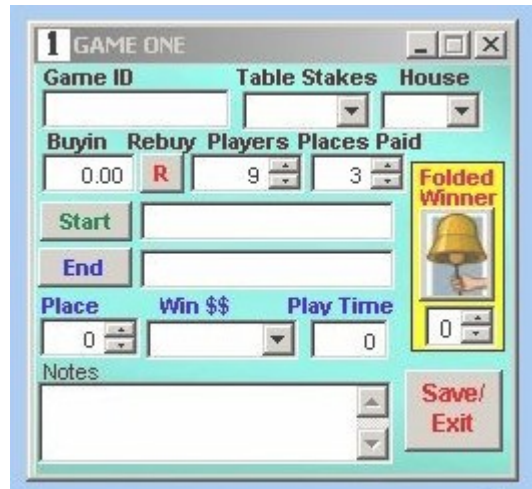 1 GAME ONE
Game ID Table Stakes House
Buyin Rebuy Players Places Paid
0.00 R 9 3
Folded
Winner
Start
End
Place Win $$ Play Time
0 0 0
Notes
Save/
Exit